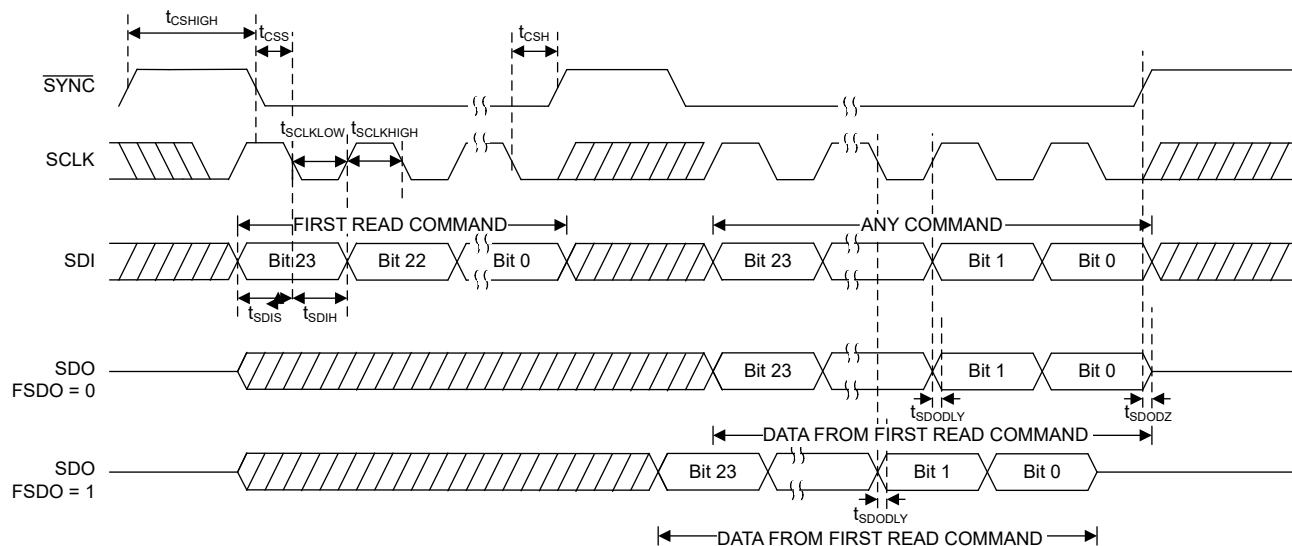 tCSHIGH
tCSS
tCSH
SYNC
tSCLKLOW
tSCLKHIGH
SCLK
FIRST READ COMMAND
ANY COMMAND
SDI
Bit 23
Bit 22
Bit 0
Bit 23
Bit 1
Bit 0
tSDIS
tSDIH
SDO
FSDO = 0
Bit 23
Bit 1
Bit 0
tSDODLY
tSDODZ
DATA FROM FIRST READ COMMAND
SDO
FSDO = 1
Bit 23
Bit 1
Bit 0
tSDODLY
DATA FROM FIRST READ COMMAND